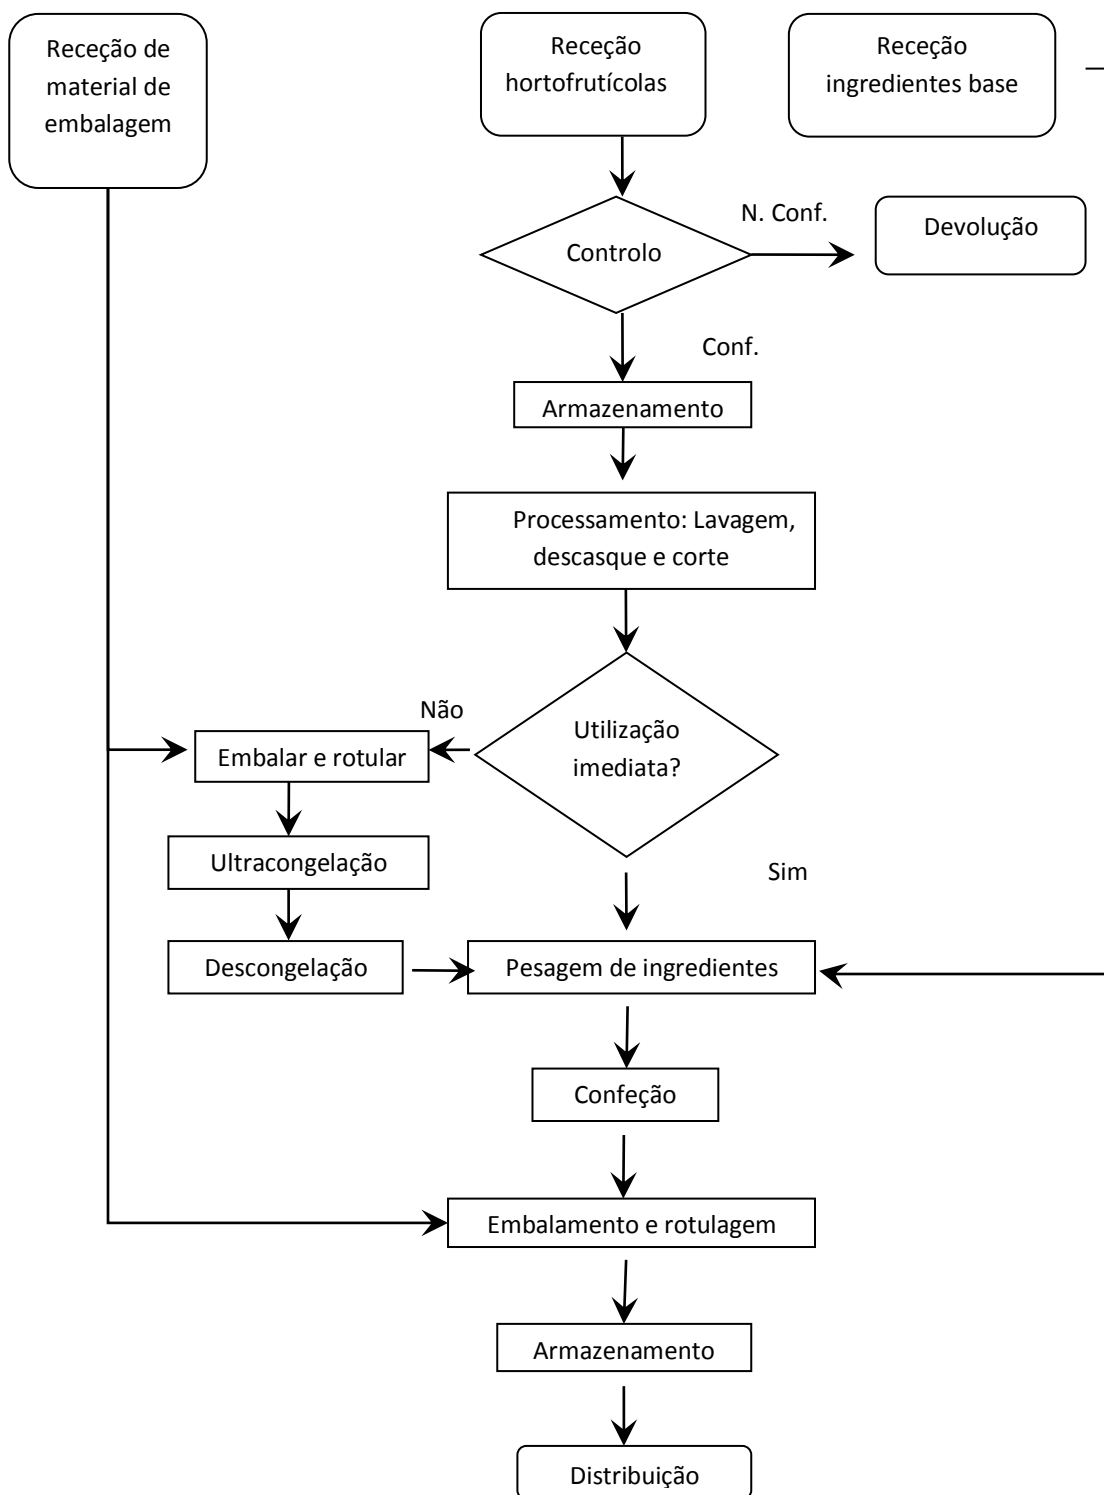 Receção de
material de
embalagem
Receção
hortofrutícolas
Receção
ingredientes base
N. Conf.
Devolução
Controlo
Conf.
Armazenamento
Processamento: Lavagem,
descasque e corte
Não
Utilização
imediata?
Embalar e rotular
Ultracongelação
Sim
Descongelação
Pesagem de ingredientes
Confeção
Embalamento e rotulagem
Armazenamento
Distribuição